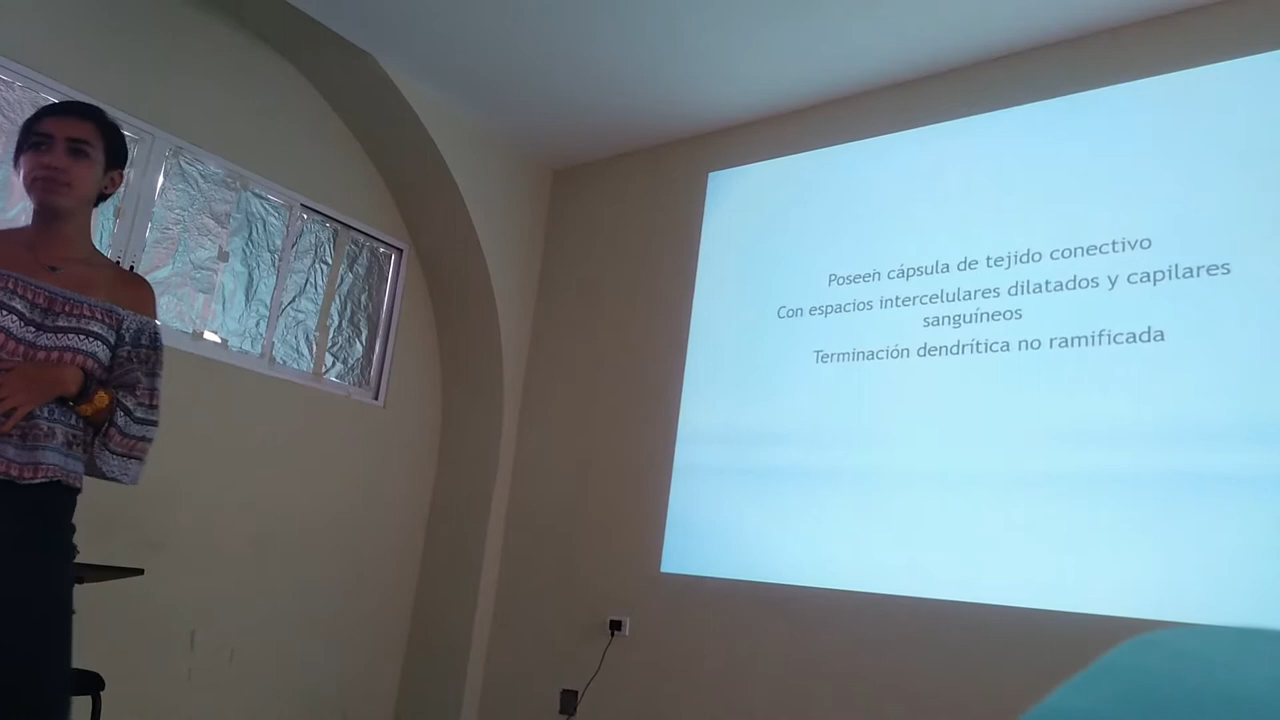 Poseen cápsula de tejido conectivo
Con espacios intercelulares dilatados y capilares
sanguíneos
Terminación dendrítica no ramificada